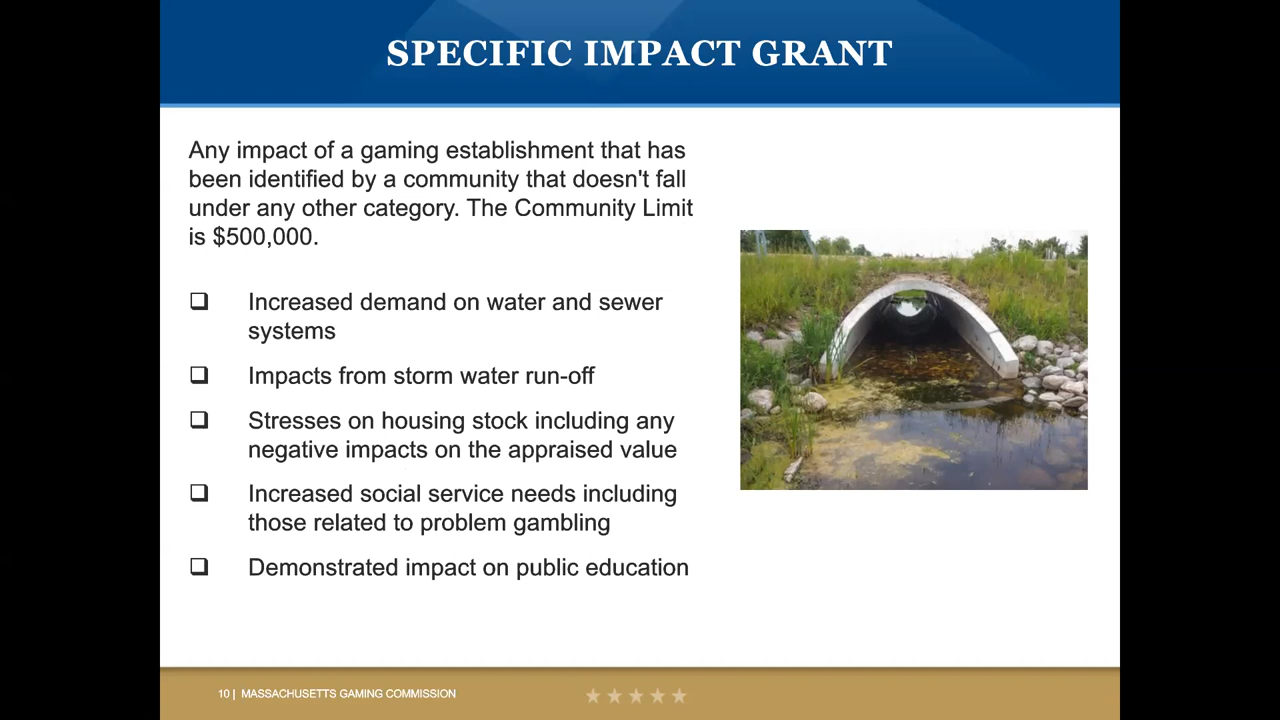 SPECIFIC IMPACT GRANT
Any impact of a gaming establishment that has
been identified by a community that doesn't fall
under any other category. The Community Limit
is $500,000.
❑ Increased demand on water and sewer
systems
❑ Impacts from storm water run-off
❑ Stresses on housing stock including any
negative impacts on the appraised value
❑ Increased social service needs including
those related to problem gambling
❑ Demonstrated impact on public education
10 | MASSACHUSETTS GAMING COMMISSION